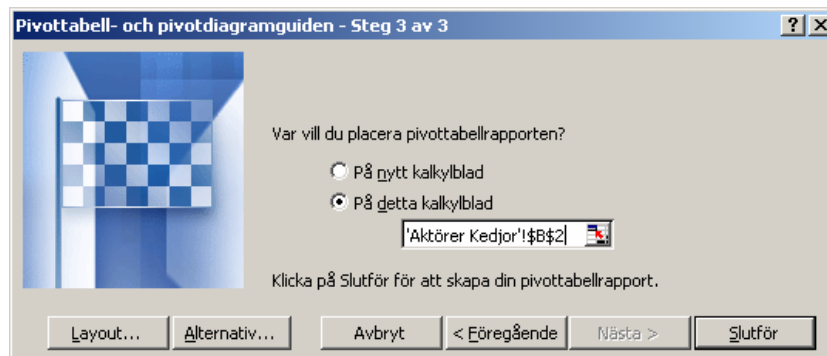 Pivottabell- och pivotdiagramguiden - Steg 3 av 3
Var vill du placera pivottabellrapporten?
På nytt kalkylblad
På detta kalkylblad
'Aktörer Kedjor'!$B$2
Klicka på Slutför för att skapa din pivottabellrapport.
Layout... Alternativ... Avbryt < Föregående Nästa > Slutför